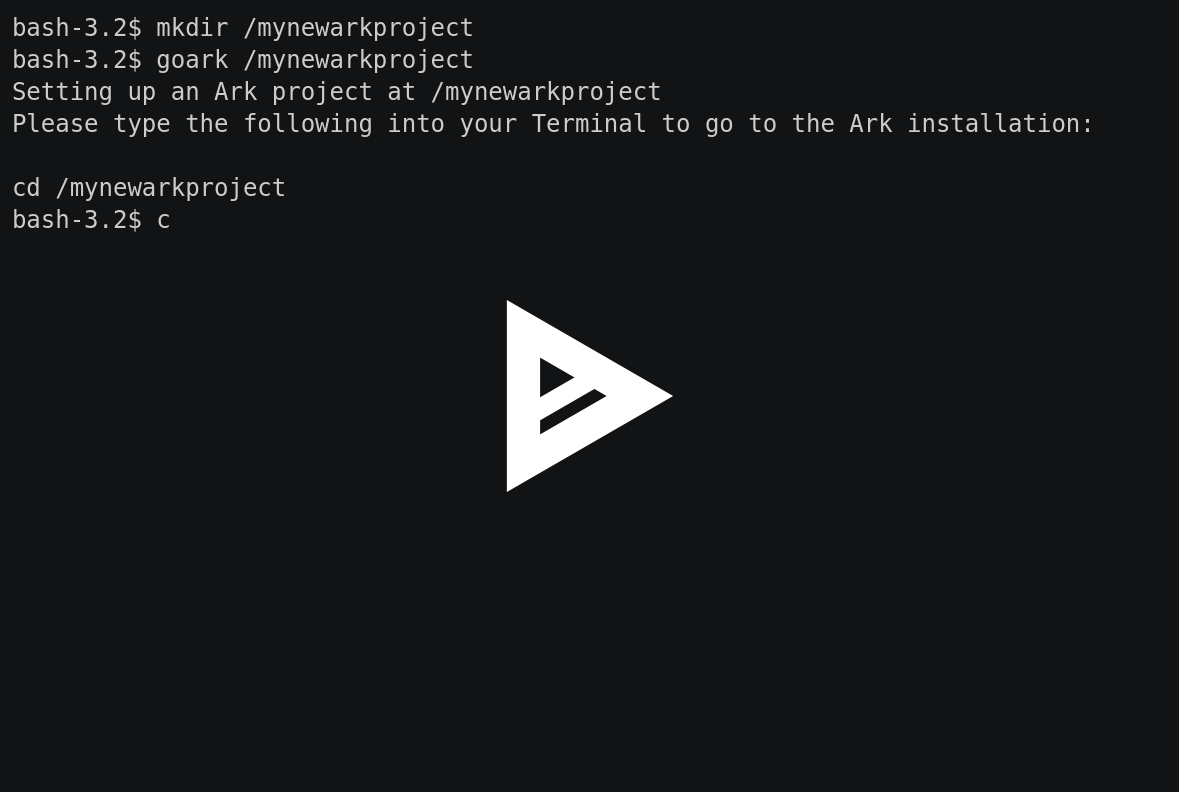 bash-3.2$ mkdir /mynewarkproject
bash-3.2$ goark /mynewarkproject
Setting up an Ark project at /mynewarkproject
Please type the following into your Terminal to go to the Ark installation:
cd /mynewarkproject
bash-3.2$ c